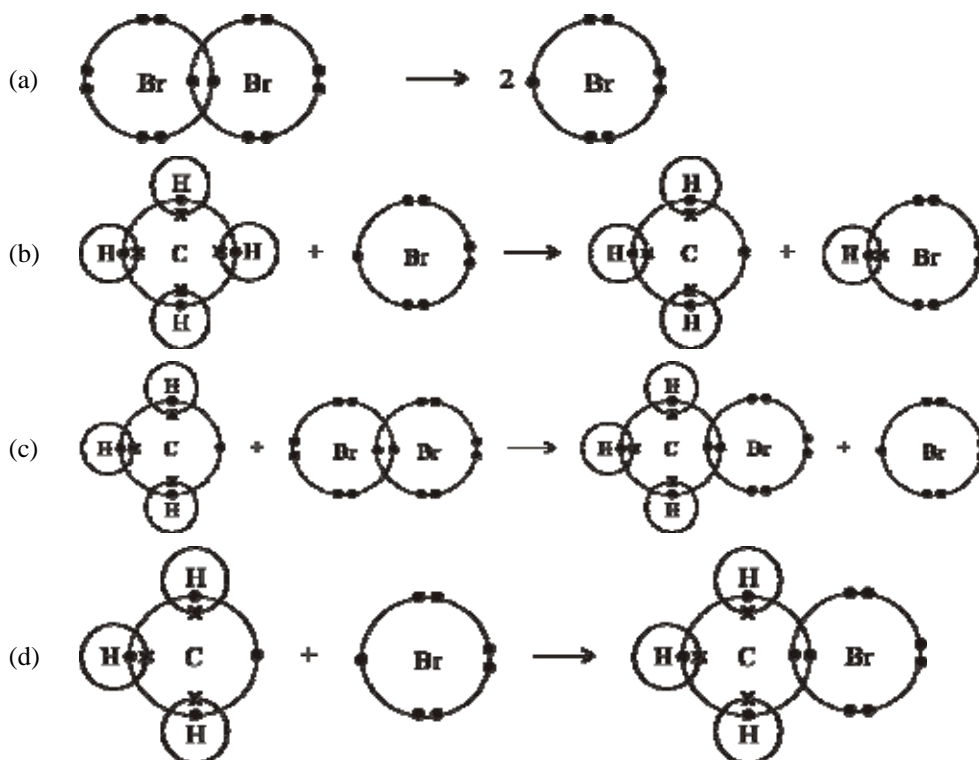 (a) Br Br → 2 Br
H H
(b) H C H + Br → H C + H Br
H H
H H
(c) H C + Br Br → H C Br + Br
H H
H H
(d) H C + Br → H C Br
H H